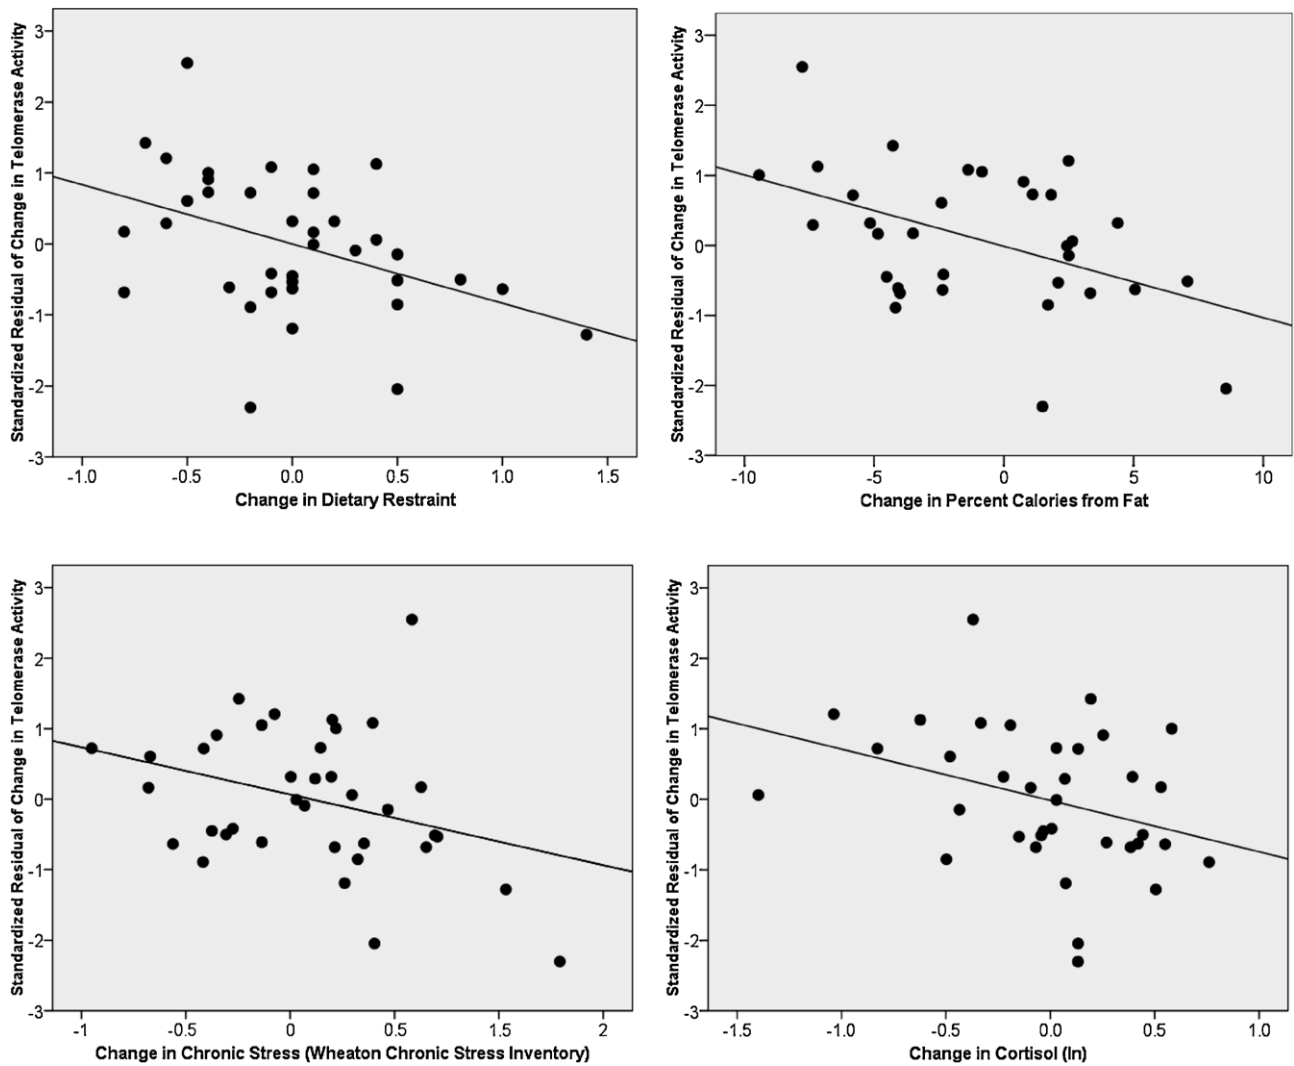 Standardized Residual of Change in Telomerase Activity
3
2
1
0
-1
-2
-3
-1.0 -0.5 0.0 0.5 1.0 1.5
Change in Dietary Restraint
Standardized Residual of Change in Telomerase Activity
3
2
1
0
-1
-2
-3
-10 -5 0 5 10
Change in Percent Calories from Fat
Standardized Residual of Change in Telomerase Activity
3
2
1
0
-1
-2
-3
-1 -0.5 0 0.5 1.5 2
Change in Chronic Stress (Wheaton Chronic Stress Inventory)
Standardized Residual of Change in Telomerase Activity
3
2
1
0
-1
-2
-3
-1.5 -1.0 -0.5 0.0 0.5 1.0
Change in Cortisol (ln)